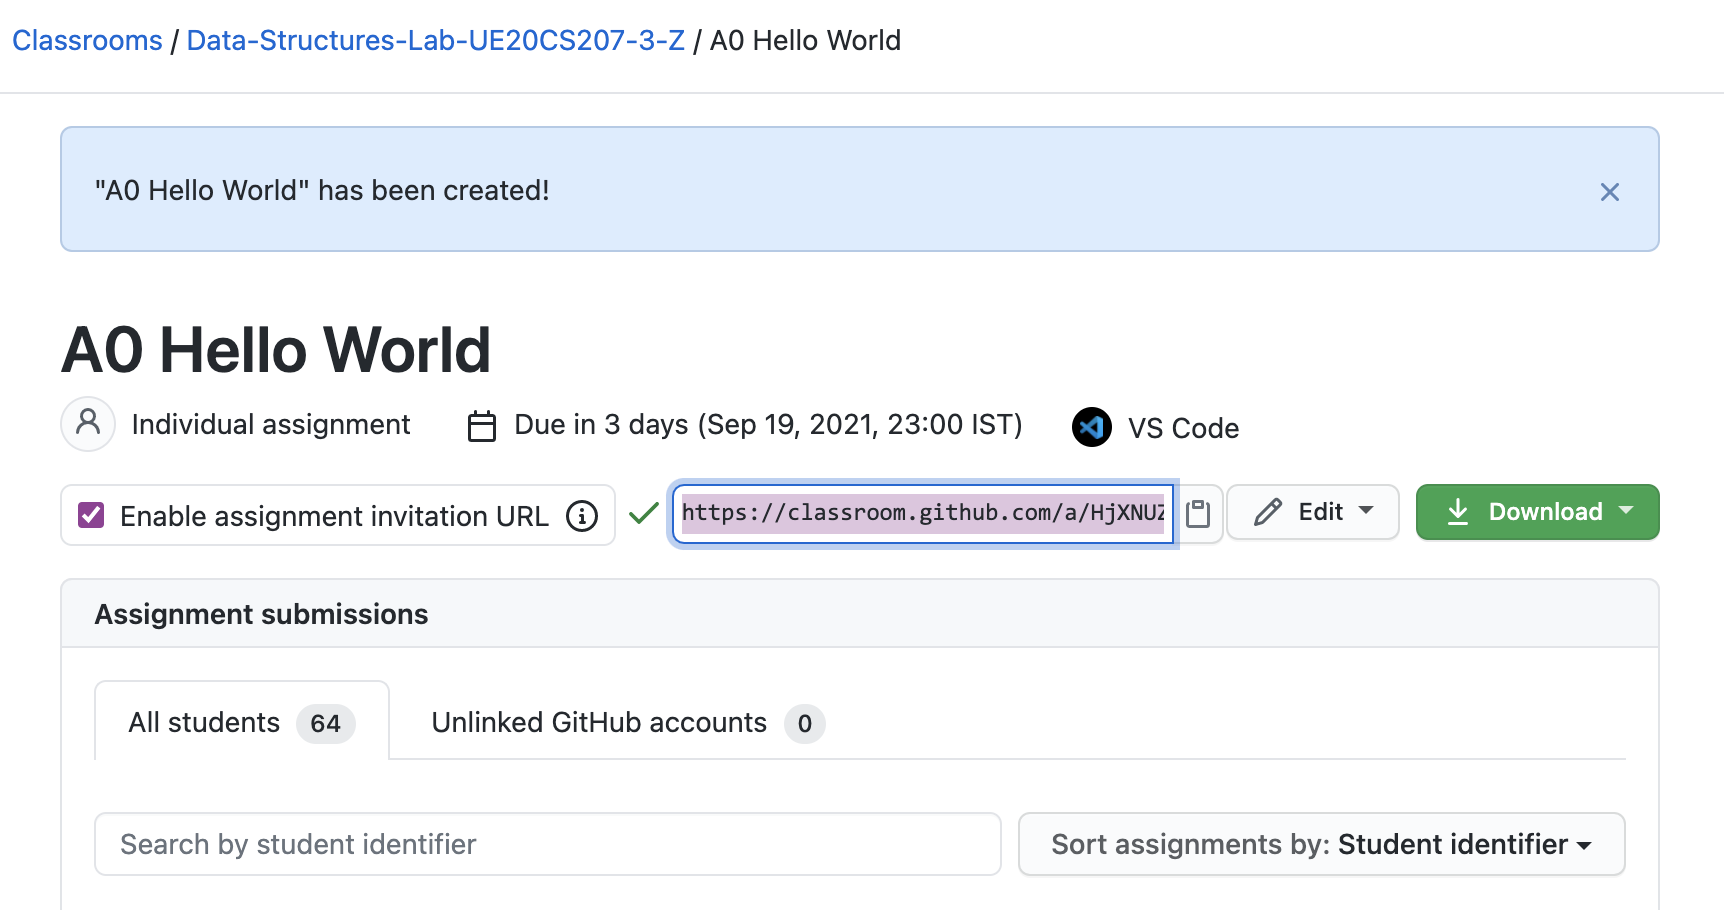 Classrooms / Data-Structures-Lab-UE20CS207-3-Z / A0 Hello World
"A0 Hello World" has been created!
A0 Hello World
Individual assignment Due in 3 days (Sep 19, 2021, 23:00 IST) VS Code
Enable assignment invitation URL https://classroom.github.com/a/HjXNUZ Edit Download
Assignment submissions
All students 64 Unlinked GitHub accounts 0
Search by student identifier Sort assignments by: Student identifier